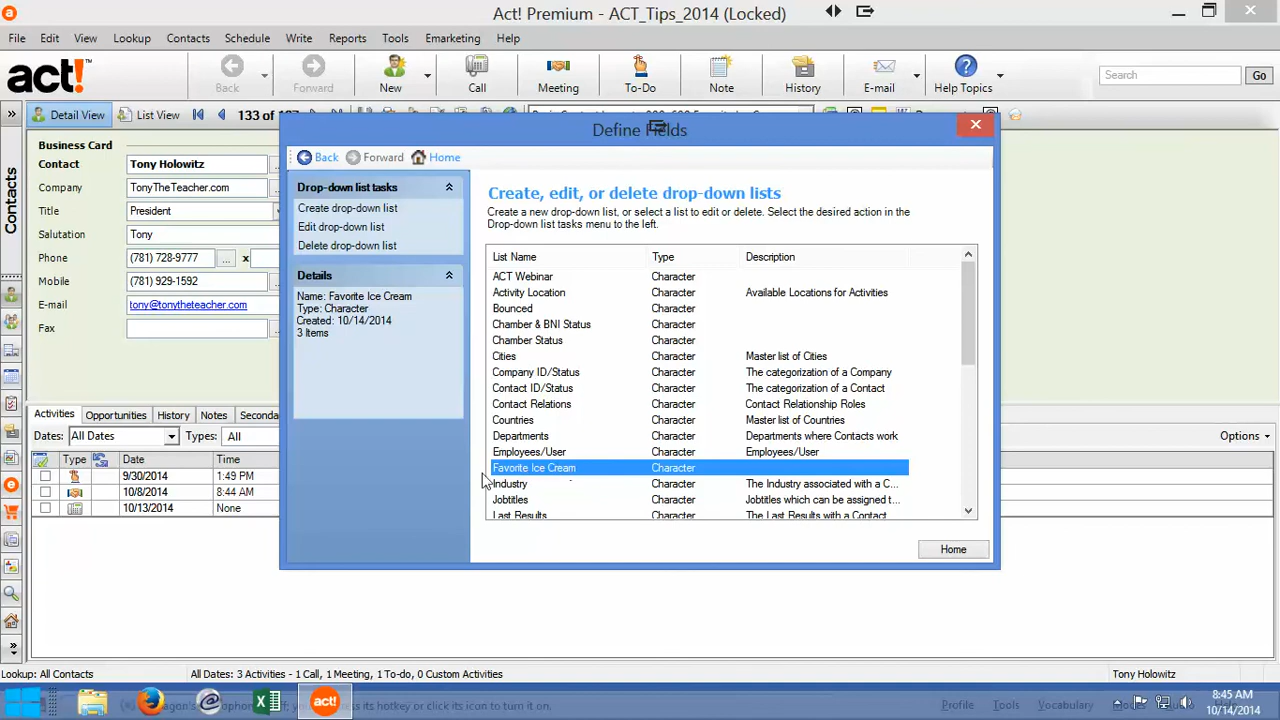 Act! Premium - ACT_Tips_2014 (Locked)
File Edit View Lookup Contacts Schedule Write Reports Tools Emarketing Help
act! Back Forward New Call Meeting To-Do Note History E-mail Help Topics Search Go
Detail View List View 133 of 187
Contacts
Business Card
Contact Tony Holowitz
Company TonyTheTeacher.com
Title President
Salutation Tony
Phone (781) 728-9777 ... x
Mobile (781) 929-1592
E-mail tony@tonytheteacher.com
Fax
Define Fields
Back Forward Home
Drop-down list tasks
Create drop-down list
Edit drop-down list
Delete drop-down list
Details
Name: Favorite Ice Cream
Type: Character
Created: 10/14/2014
3 Items
Create, edit, or delete drop-down lists
Create a new drop-down list, or select a list to edit or delete. Select the desired action in the
Drop-down list tasks menu to the left.
List Name Type Description
ACT Webinar Character
Activity Location Character Available Locations for Activities
Bounced Character
Chamber & BNI Status Character
Chamber Status Character
Cities Character Master list of Cities
Company ID/Status Character The categorization of a Company
Contact ID/Status Character The categorization of a Contact
Contact Relations Character Contact Relationship Roles
Countries Character Master list of Countries
Departments Character Departments where Contacts work
Employees/User Character Employees/User
Favorite Ice Cream Character
Industry Character The Industry associated with a C...
Jobtitles Character Jobtitles which can be assigned t...
Last Results Character The Last Results with a Contact
Home
Activities Opportunities History Notes Seconda
Dates: All Dates Types: All Options
Type Date Time
9/30/2014 1:49 PM
10/8/2014 8:44 AM
10/13/2014 None
Lookup: All Contacts All Dates: 3 Activities - 1 Call, 1 Meeting, 1 To-do, 0 Custom Activities Tony Holowitz
act! its hotkey or click its icon to turn it on. Profile Tools Vocabulary
8:45 AM
10/14/2014